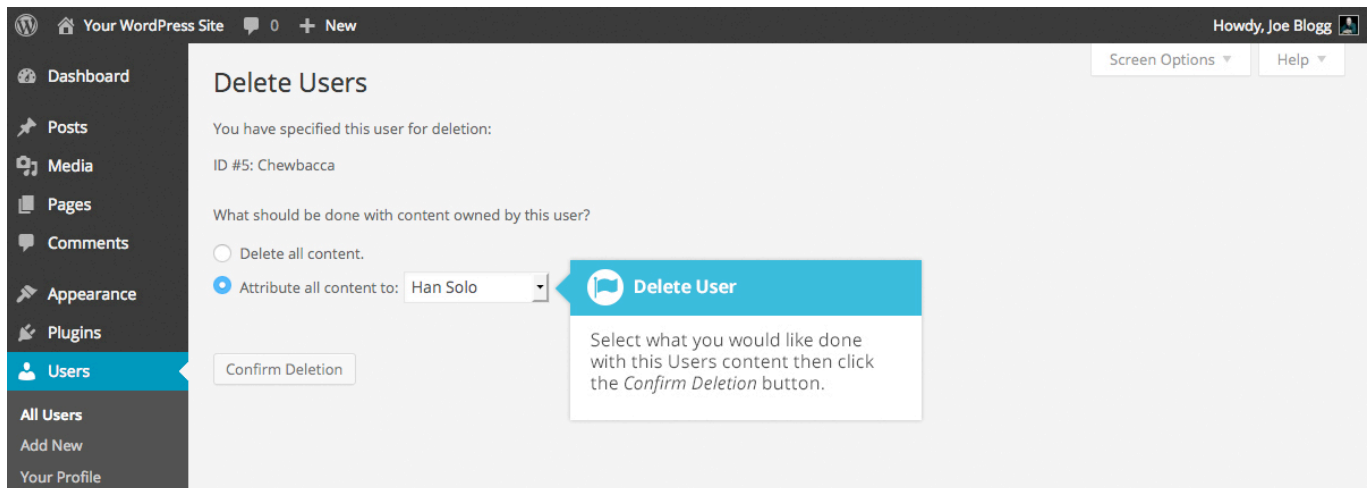 Your WordPress Site 0 + New Howdy, Joe Blogg
Screen Options Help
Dashboard
Posts
Media
Pages
Comments
Appearance
Plugins
Users
All Users
Add New
Your Profile
Delete Users
You have specified this user for deletion:
ID #5: Chewbacca
What should be done with content owned by this user?
Delete all content.
Attribute all content to: Han Solo
Confirm Deletion
Delete User
Select what you would like done
with this Users content then click
the Confirm Deletion button.